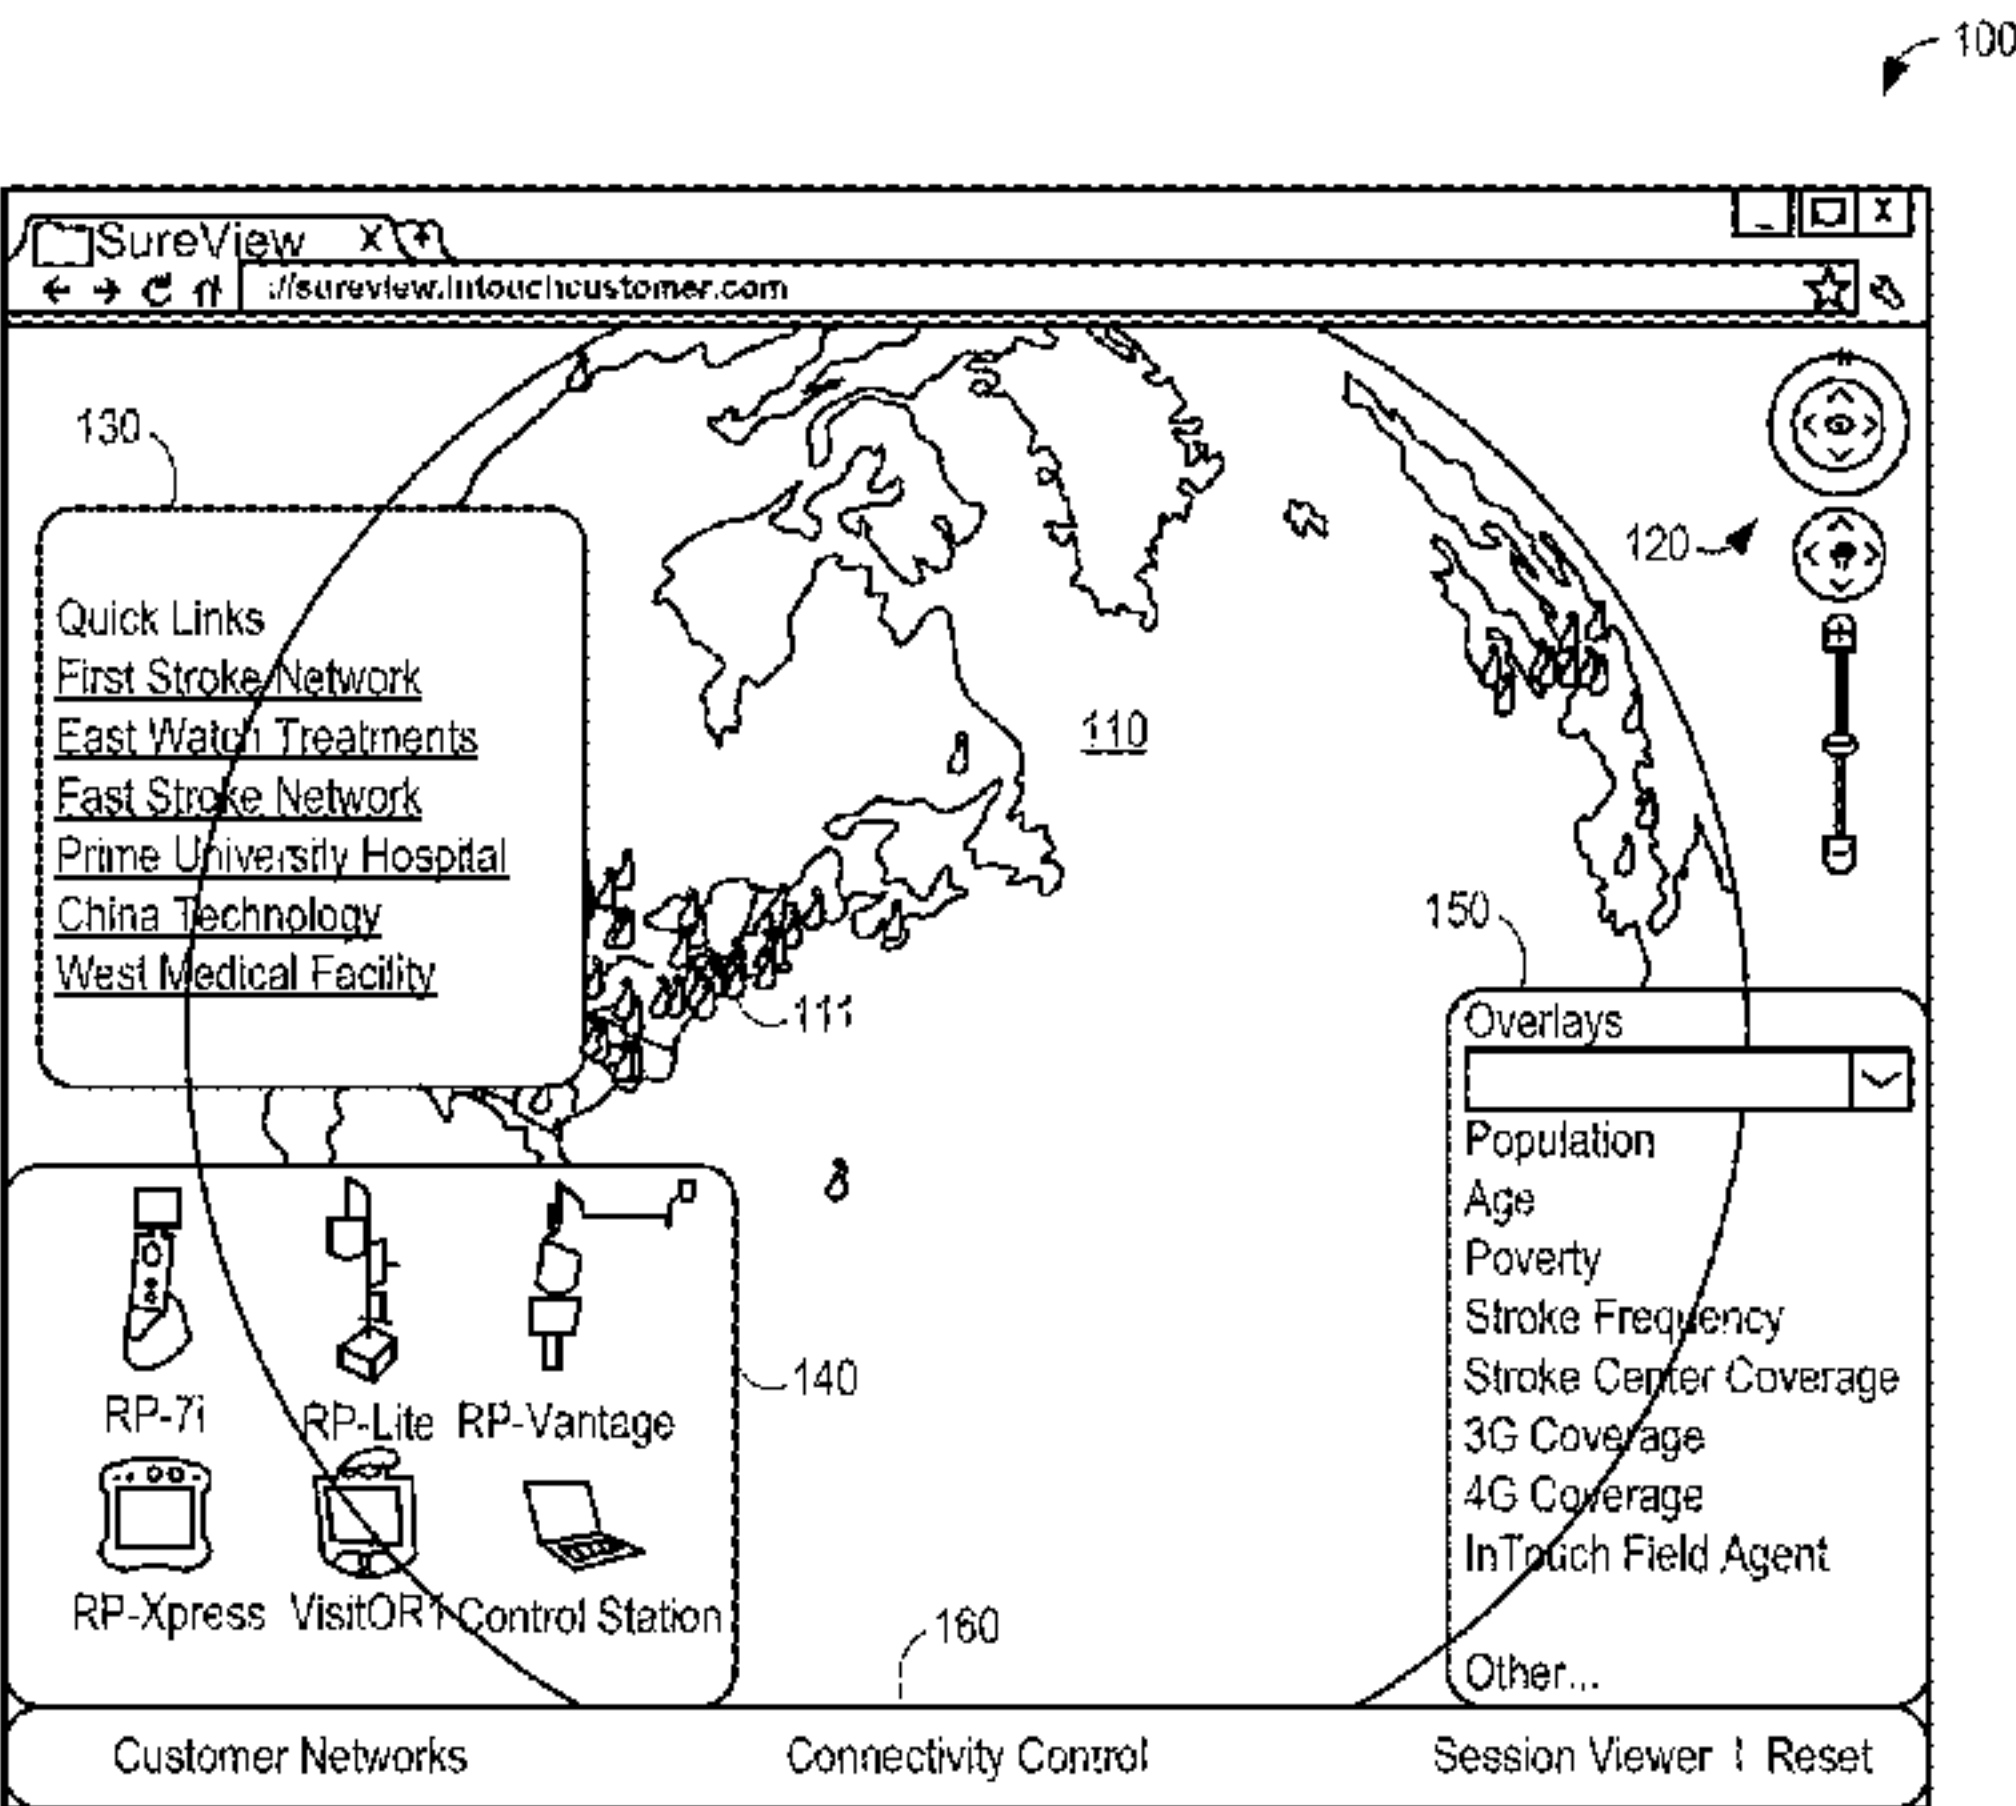 100
SureView X +
_ X
://sureview.intouchcustomer.com
N
130
120
Quick Links
First Stroke Network
East Watch Treatments
Fast Stroke Network
Prime University Hospital
China Technology
West Medical Facility
110
111
150
Overlays
Population
Age
Poverty
Stroke Frequency
Stroke Center Coverage
3G Coverage
4G Coverage
InTouch Field Agent
Other...
140
RP-7i RP-Lite RP-Vantage
RP-Xpress VisitOR1 Control Station
160
Customer Networks Connectivity Control Session Viewer | Reset